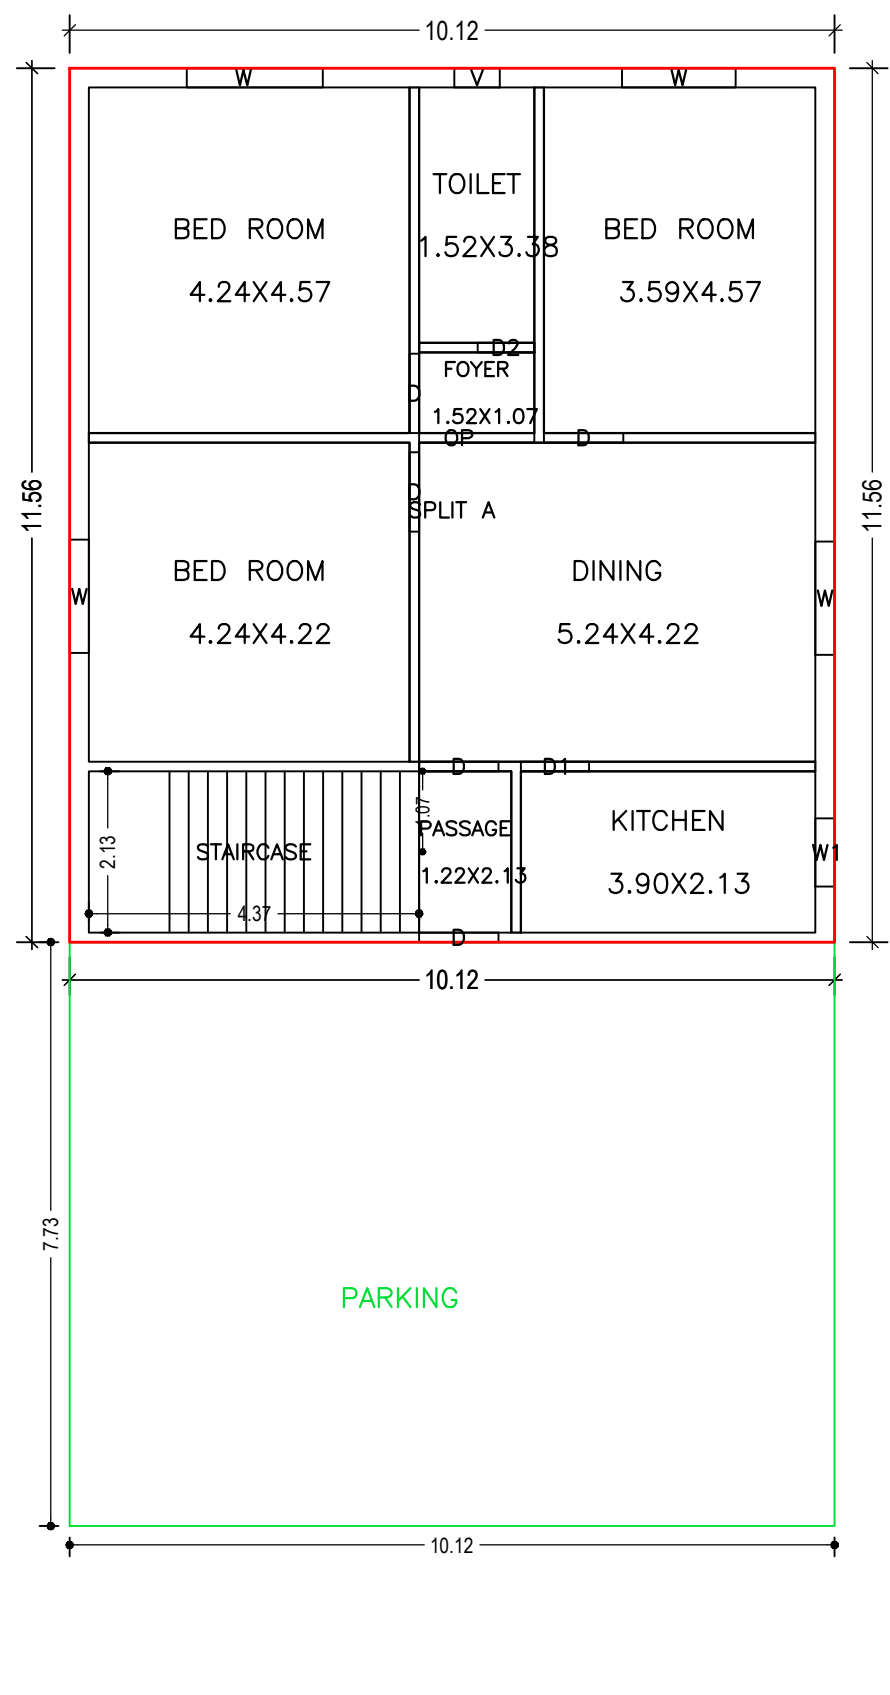 10.12
W
V
W
TOILET
1.52X3.38
BED ROOM
4.24X4.57
BED ROOM
3.59X4.57
D2
FOYER
1.52X1.07
D
OP
D
D
SPLIT A
11.56
11.56
BED ROOM
4.24X4.22
DINING
5.24X4.22
W
W
D
D1
2.13
STAIRCASE
4.37
1.07
PASSAGE
1.22X2.13
KITCHEN
3.90X2.13
W1
D
10.12
7.73
PARKING
10.12